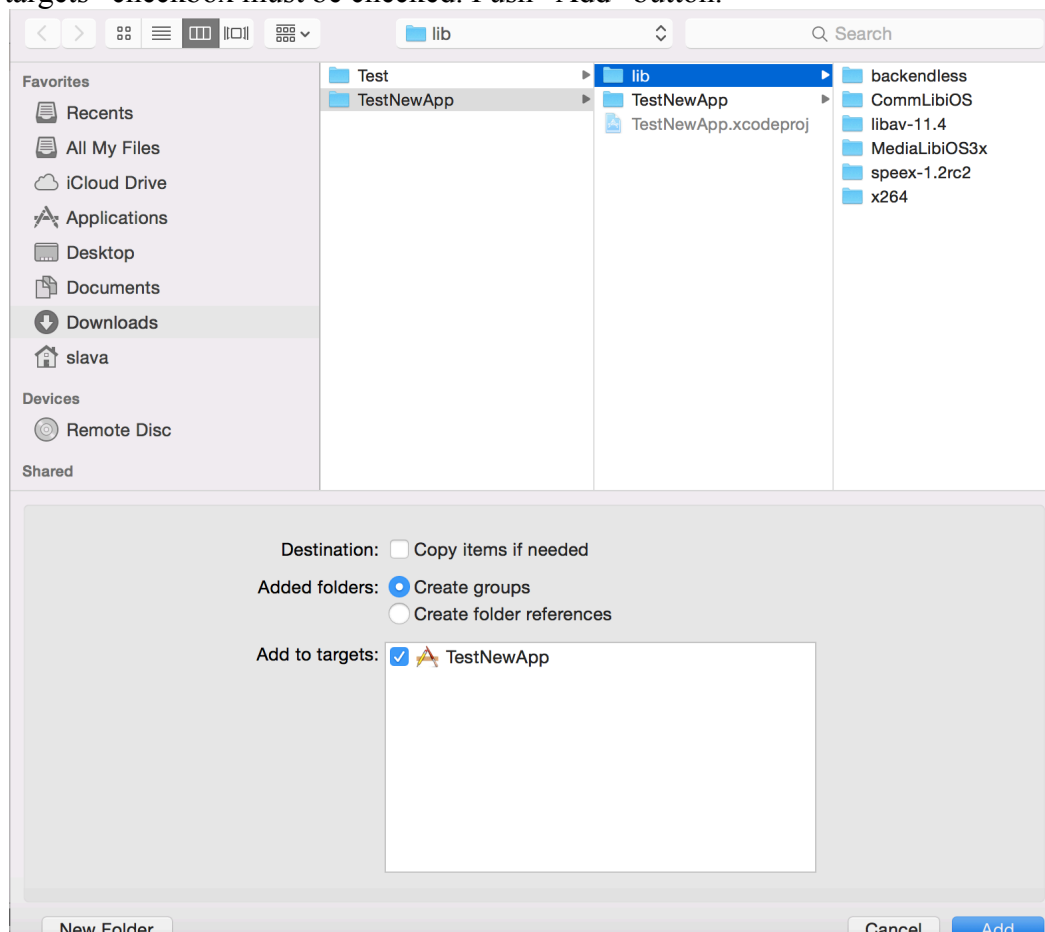 targets" checkbox must be checked. Push "Add" button.
lib
Search
Favorites
Recents
All My Files
iCloud Drive
Applications
Desktop
Documents
Downloads
slava
Devices
Remote Disc
Shared
Test
TestNewApp
lib
TestNewApp
TestNewApp.xcodeproj
backendless
CommLibiOS
libav-11.4
MediaLibiOS3x
speex-1.2rc2
x264
Destination: Copy items if needed
Added folders: Create groups
Create folder references
Add to targets: TestNewApp
New Folder Cancel Add